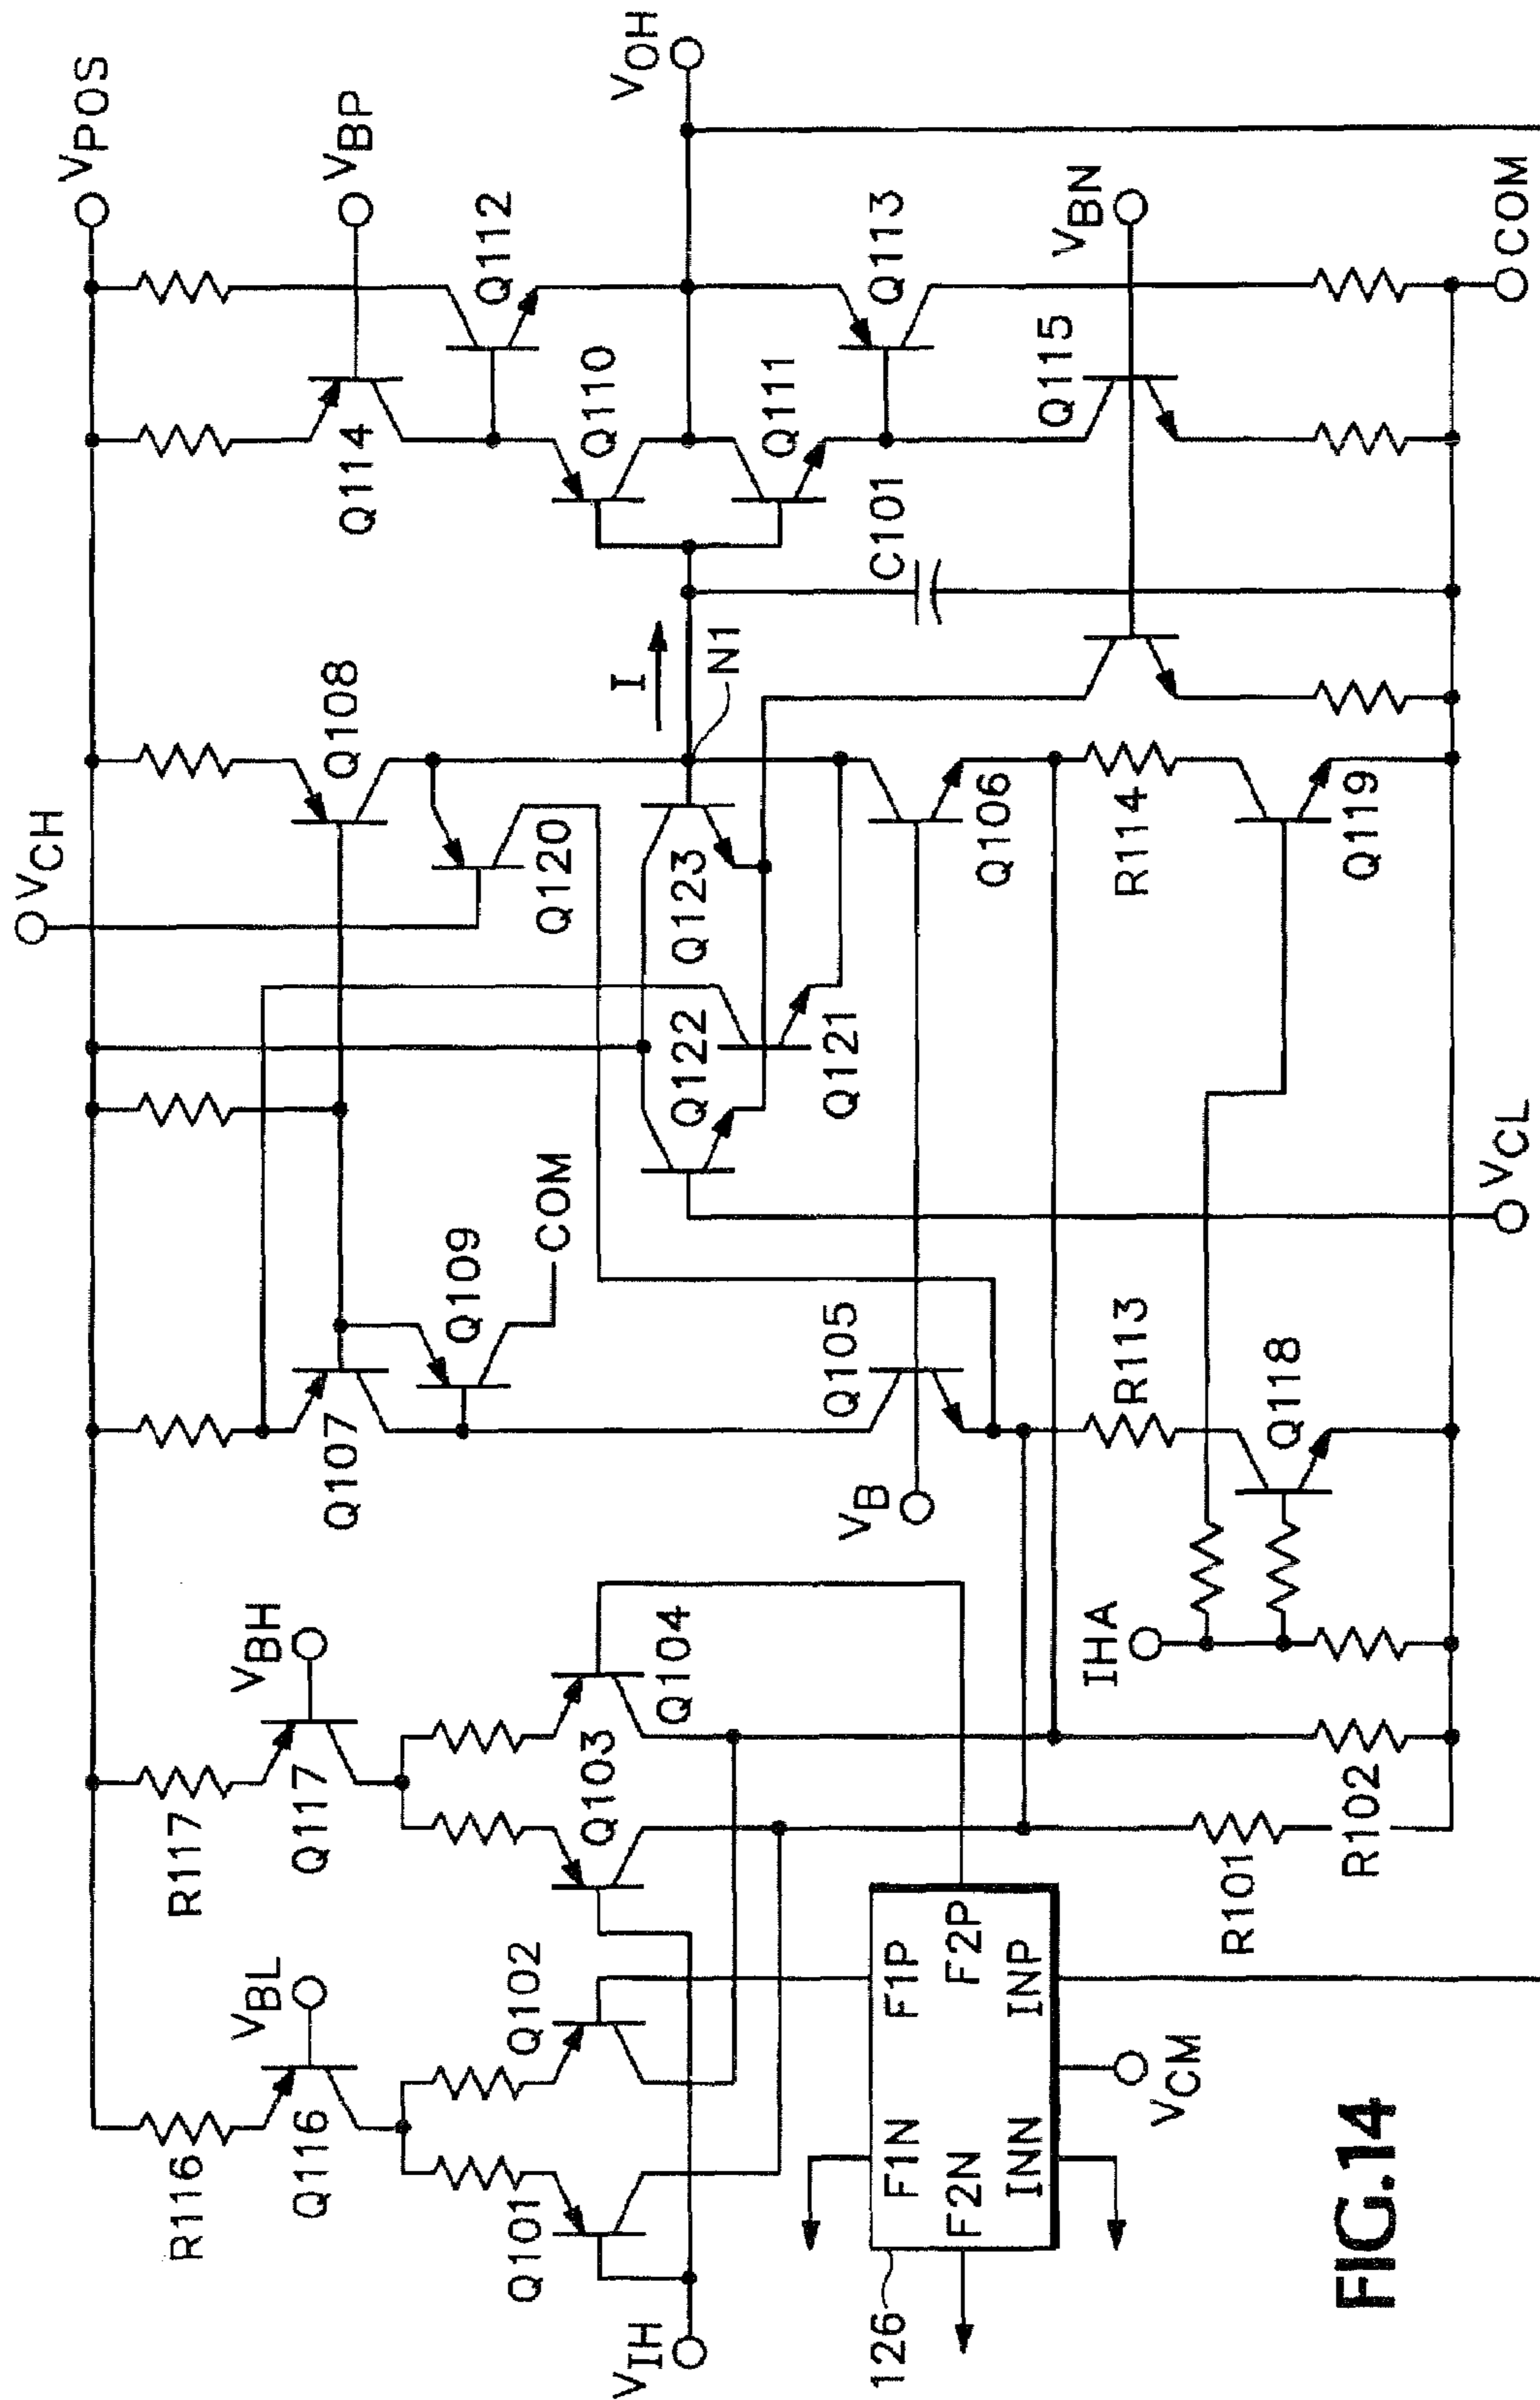 VPOS
VCH
VBP
VOH
VBH
VBL
R117
R116
Q117
Q116
Q107
Q109
COM
Q108
Q120
Q114
Q112
Q110
I
N1
Q104
Q103
Q102
Q101
VIH
Q122
Q123
Q121
Q111
Q113
C101
VBN
Q115
VB
Q105
Q106
F1N
F1P
F2N
F2P
INN
INP
126
VCM
IHA
R113
R114
Q118
Q119
R101
R102
VCL
COM
FIG.14